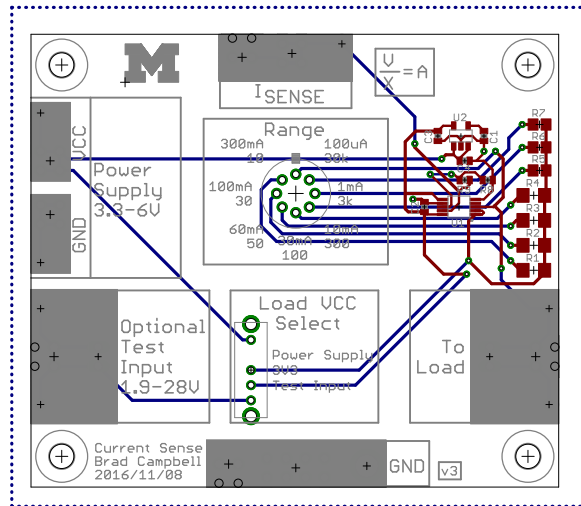 M
V
X =A
ISENSE
VCC
Power
Supply
3.3-6V
GND
Range
300mA
10
100uA
30k
100mA
30
1mA
3k
60mA
50
30mA
100
10mA
300
U2
C1
U1
R7
R6
R5
R4
R3
R2
R1
Optional
Test
Input
1.9-28V
Load VCC
Select
Power Supply
3V3
Test Input
To
Load
Current Sense
Brad Campbell
2016/11/08
GND
v3